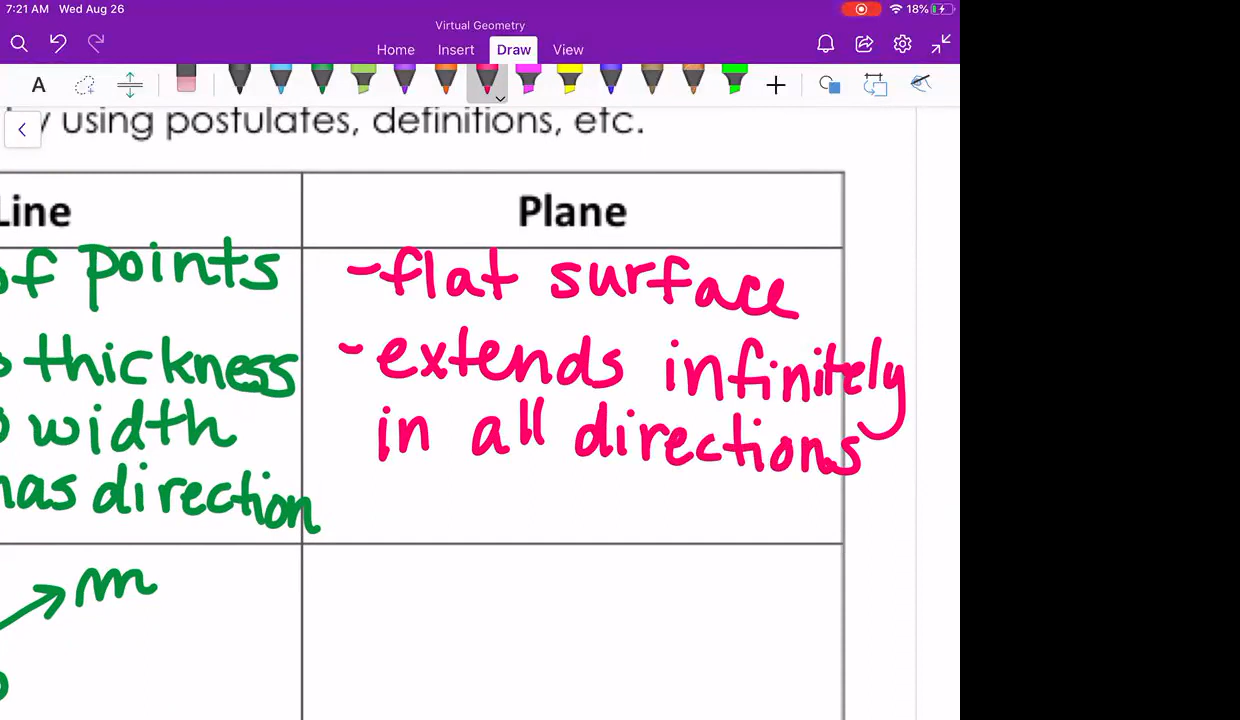 7:21 AM Wed Aug 26
18%
Virtual Geometry
Home Insert Draw View
A
y using postulates, definitions, etc.
Line
Plane
of points
thickness
width
has direction
m
-flat surface
-extends infinitely
in all directions